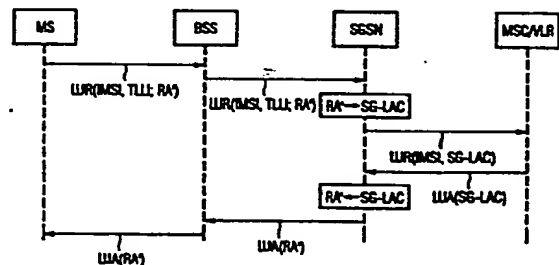 MS
BSS
SGSN
MSC/VLR
LUR(IMSI, TLLI; RA')
LUR(IMSI, TLLI; RA')
RA'→SG-LAC
LUR(IMSI, SG-LAC)
LUA(SG-LAC)
RA'←SG-LAC
LUA(RA')
LUA(RA')